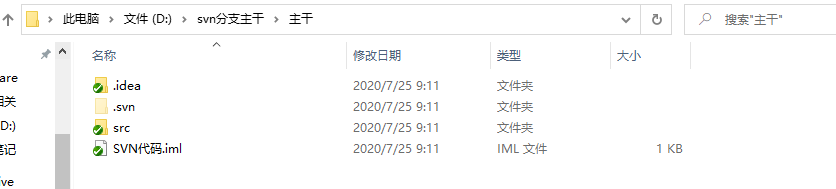 此电脑 > 文件 (D:) > svn分支主干 > 主干
搜索"主干"
名称 修改日期 类型 大小
.idea 2020/7/25 9:11 文件夹
.svn 2020/7/25 9:11 文件夹
src 2020/7/25 9:11 文件夹
SVN代码.iml 2020/7/25 9:11 IML 文件 1 KB
are
相关
D:)
笔记
ive